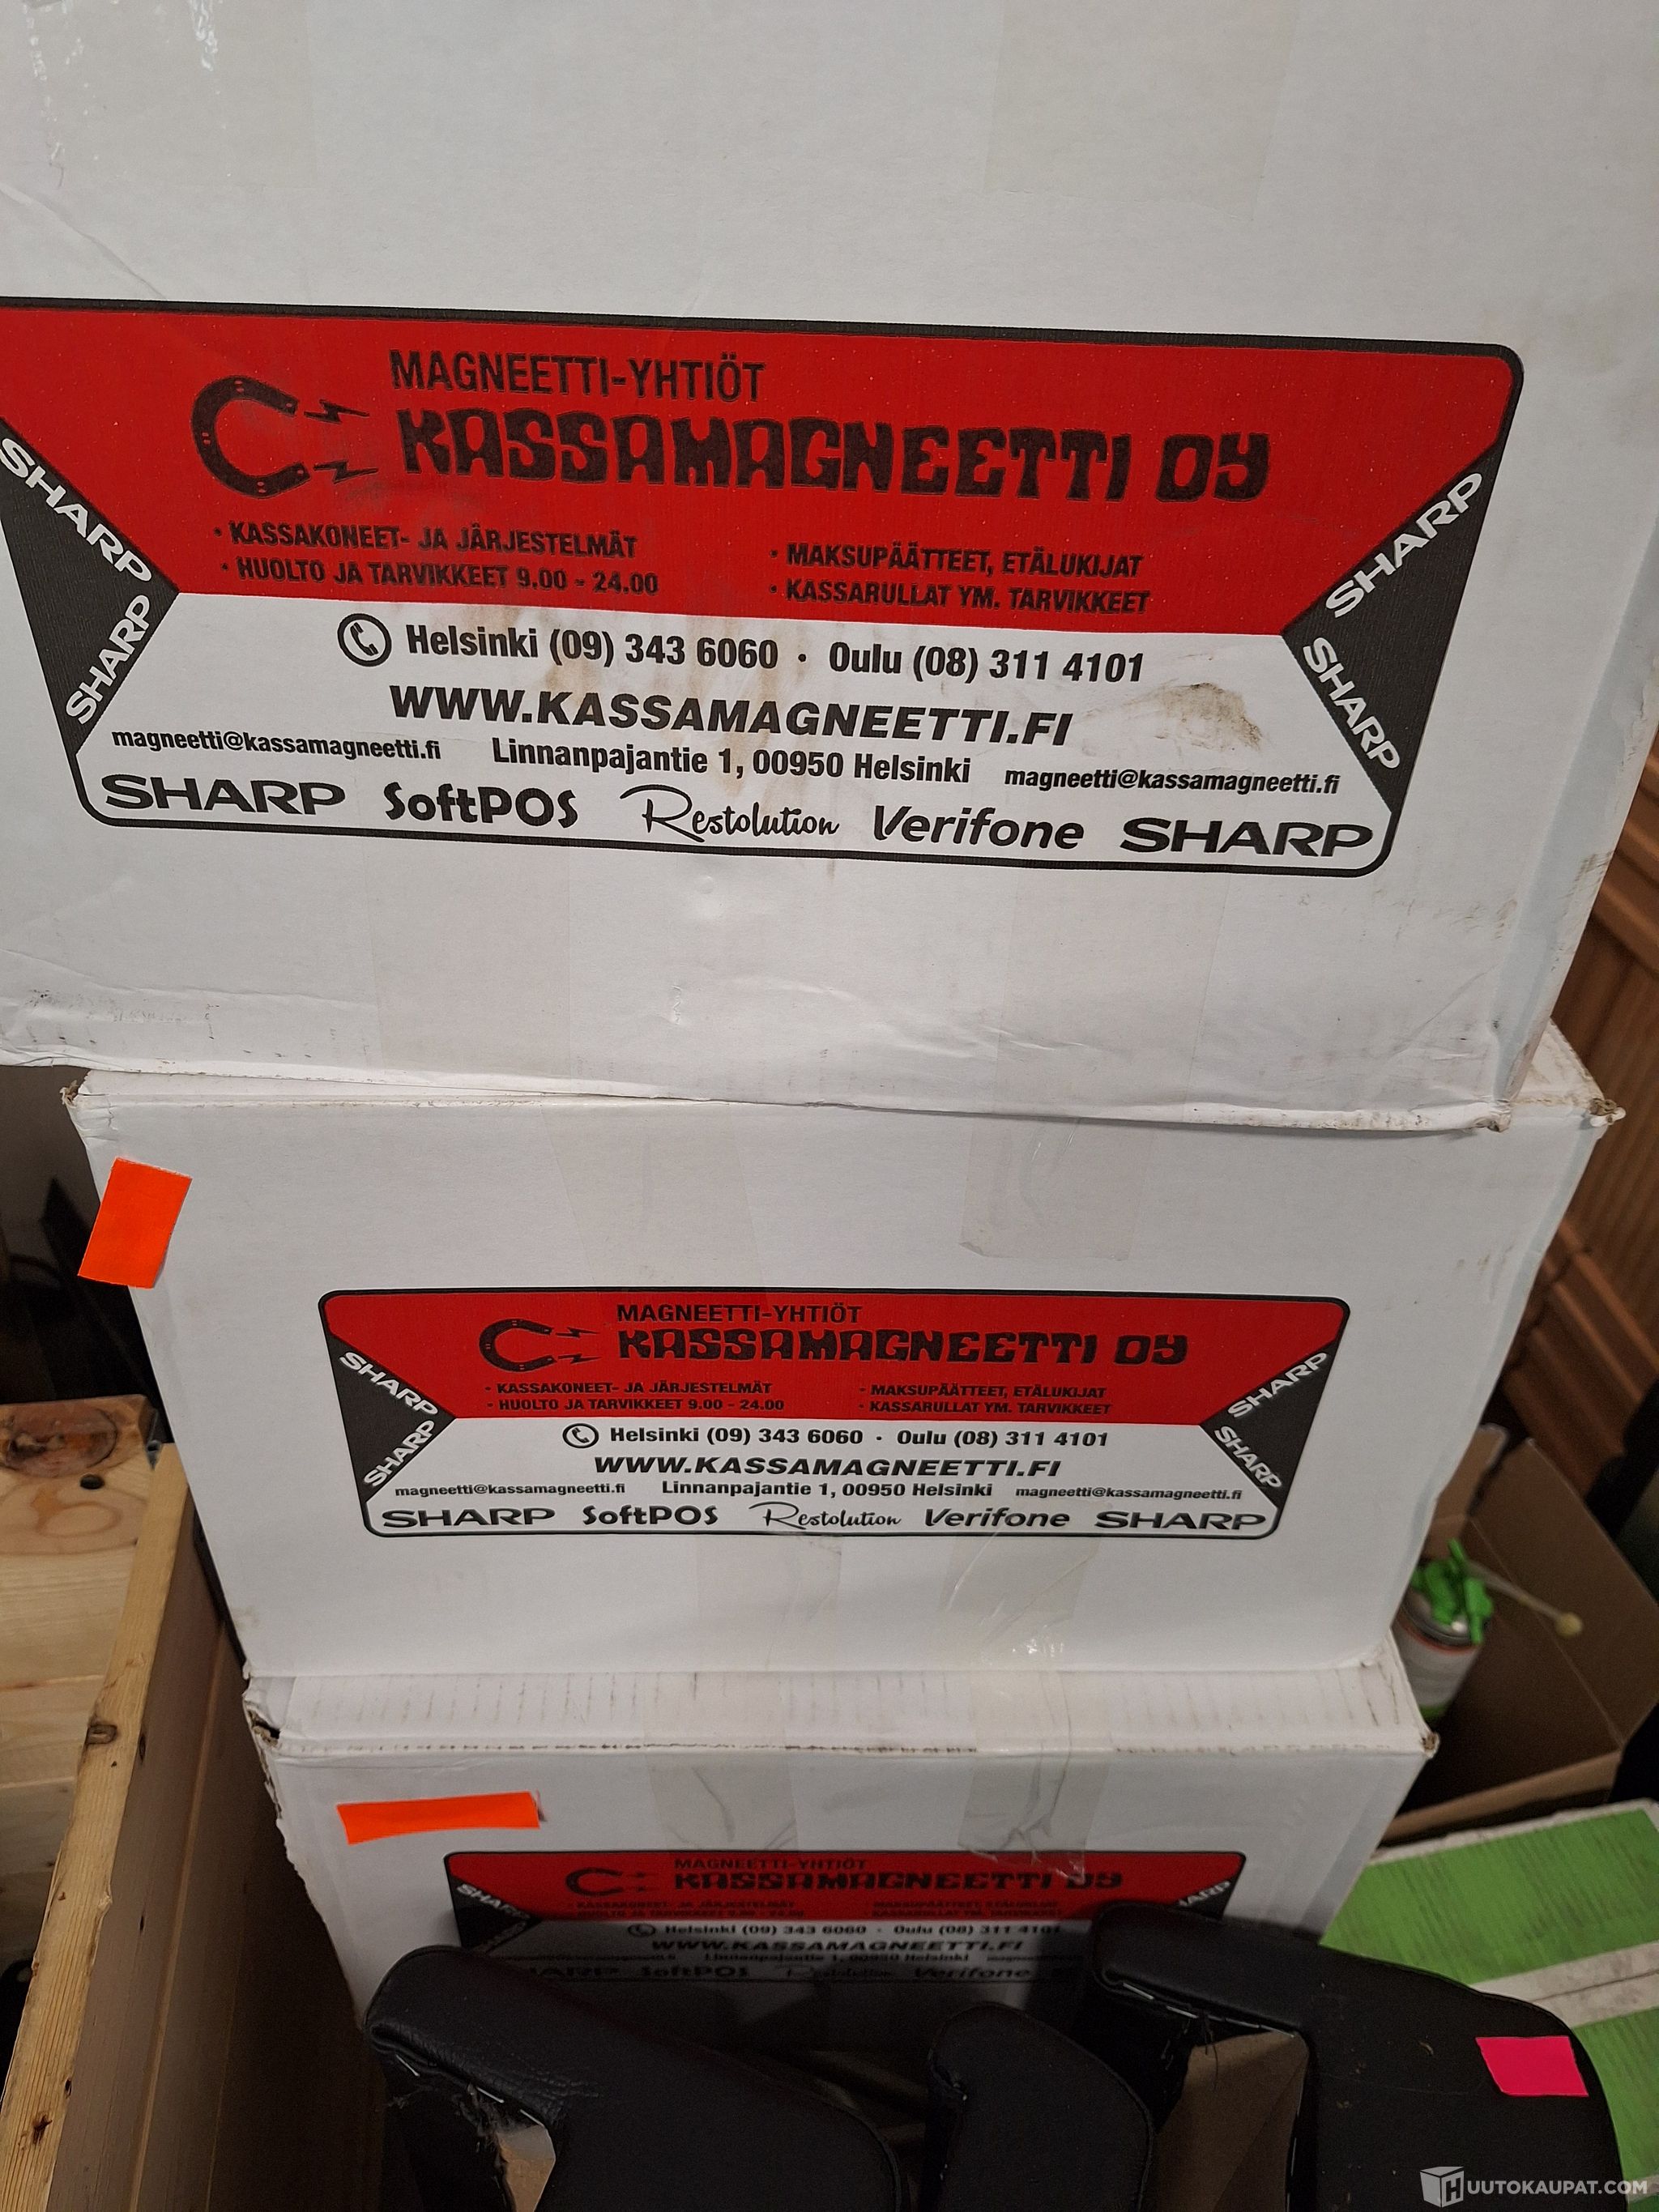 MAGNEETTI-YHTIÖT
KASSAMAGNEETTI OY
• KASSAKONEET- JA JÄRJESTELMÄT
• HUOLTO JA TARVIKKEET 9.00 - 24.00
• MAKSUPÄÄTTEET, ETÄLUKIJAT
• KASSARULLAT YM. TARVIKKEET
SHARP
SHARP
SHARP
SHARP
Helsinki (09) 343 6060 • Oulu (08) 311 4101
WWW.KASSAMAGNEETTI.FI
magneetti@kassamagneetti.fi Linnanpajantie 1, 00950 Helsinki magneetti@kassamagneetti.fi
SHARP SoftPOS Restolution Verifone SHARP
MAGNEETTI-YHTIÖT
KASSAMAGNEETTI OY
• KASSAKONEET- JA JÄRJESTELMÄT
• HUOLTO JA TARVIKKEET 9.00 - 24.00
• MAKSUPÄÄTTEET, ETÄLUKIJAT
• KASSARULLAT YM. TARVIKKEET
SHARP
SHARP
SHARP
SHARP
Helsinki (09) 343 6060 • Oulu (08) 311 4101
WWW.KASSAMAGNEETTI.FI
magneetti@kassamagneetti.fi Linnanpajantie 1, 00950 Helsinki magneetti@kassamagneetti.fi
SHARP SoftPOS Restolution Verifone SHARP
MAGNEETTI-YHTIÖT
KASSAMAGNEETTI OY
Helsinki (09) 343 6060 • Oulu (08) 311 4101
WWW.KASSAMAGNEETTI.FI
Linnanpajantie 1, 00950 Helsinki
SoftPOS Restolution Verifone
HUUTOKAUPAT.COM